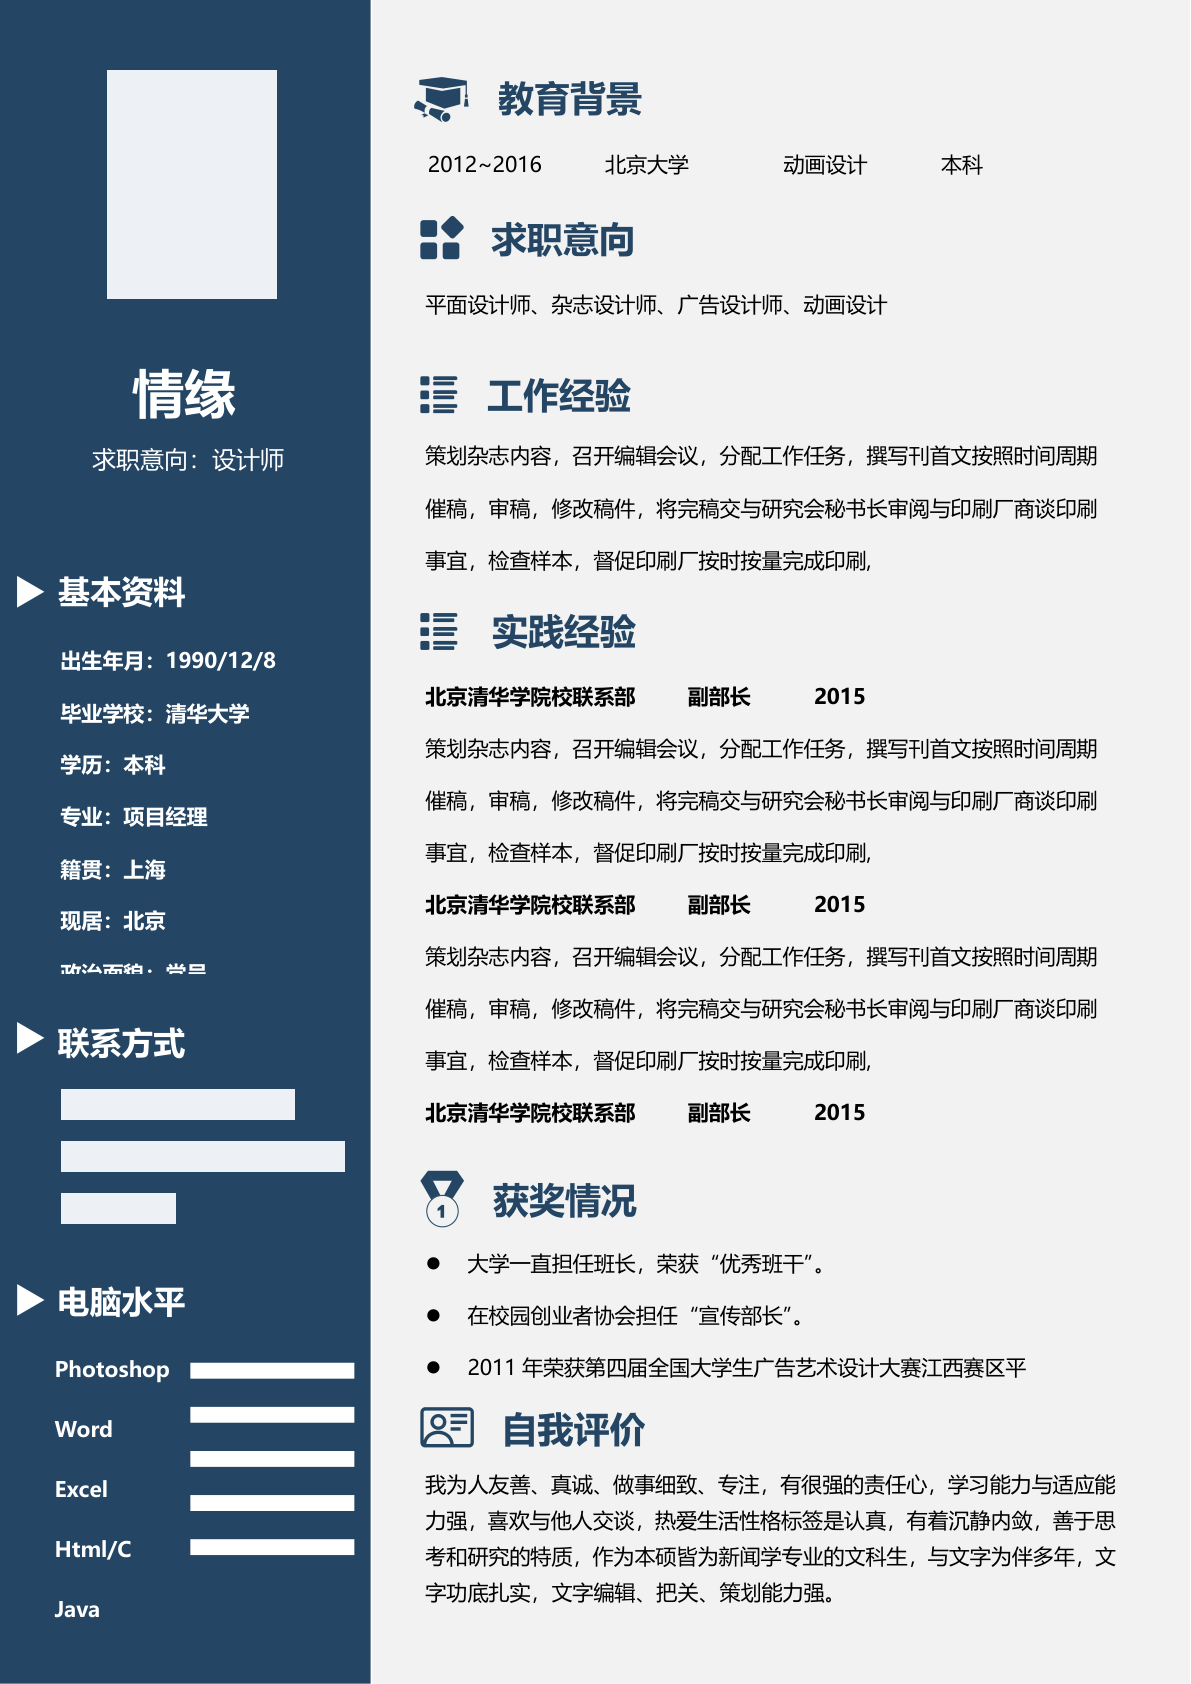 情缘
求职意向：设计师
基本资料
出生年月：1990/12/8
毕业学校：清华大学
学历：本科
专业：项目经理
籍贯：上海
现居：北京
政治面貌：党员
联系方式
电脑水平
Photoshop
Word
Excel
Html/C
Java
教育背景
2012~2016 北京大学 动画设计 本科
求职意向
平面设计师、杂志设计师、广告设计师、动画设计
工作经验
策划杂志内容，召开编辑会议，分配工作任务，撰写刊首文按照时间周期
催稿，审稿，修改稿件，将完稿交与研究会秘书长审阅与印刷厂商谈印刷
事宜，检查样本，督促印刷厂按时按量完成印刷,
实践经验
北京清华学院校联系部 副部长 2015
策划杂志内容，召开编辑会议，分配工作任务，撰写刊首文按照时间周期
催稿，审稿，修改稿件，将完稿交与研究会秘书长审阅与印刷厂商谈印刷
事宜，检查样本，督促印刷厂按时按量完成印刷,
北京清华学院校联系部 副部长 2015
策划杂志内容，召开编辑会议，分配工作任务，撰写刊首文按照时间周期
催稿，审稿，修改稿件，将完稿交与研究会秘书长审阅与印刷厂商谈印刷
事宜，检查样本，督促印刷厂按时按量完成印刷,
北京清华学院校联系部 副部长 2015
1 获奖情况
● 大学一直担任班长，荣获“优秀班干”。
● 在校园创业者协会担任“宣传部长”。
● 2011 年荣获第四届全国大学生广告艺术设计大赛江西赛区平
自我评价
我为人友善、真诚、做事细致、专注，有很强的责任心，学习能力与适应能
力强，喜欢与他人交谈，热爱生活性格标签是认真，有着沉静内敛，善于思
考和研究的特质，作为本硕皆为新闻学专业的文科生，与文字为伴多年，文
字功底扎实，文字编辑、把关、策划能力强。